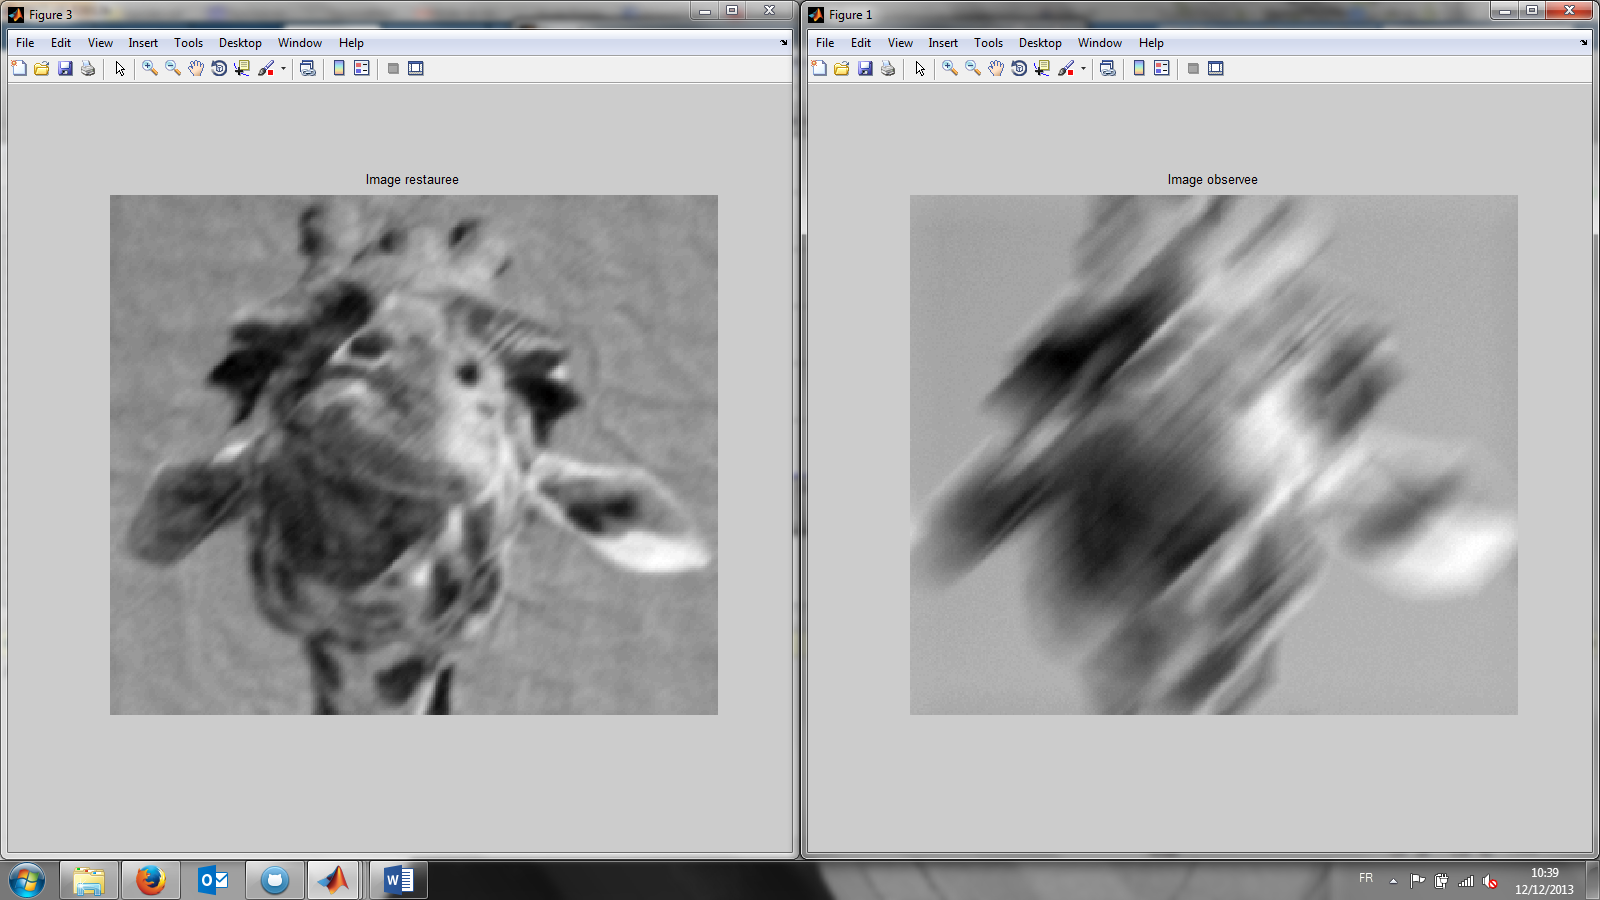 Figure 3
File Edit View Insert Tools Desktop Window Help
Image restauree
Figure 1
File Edit View Insert Tools Desktop Window Help
Image observee
FR
10:39
12/12/2013